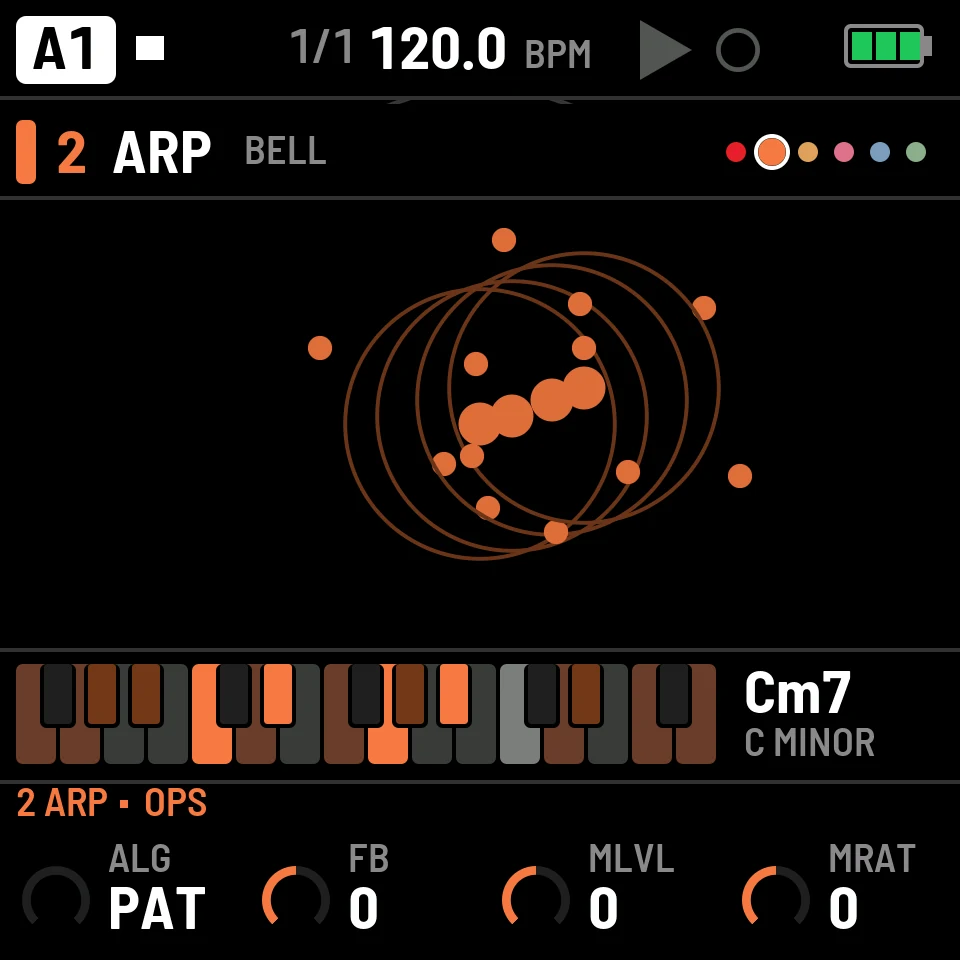 A1 1/1 120.0 BPM
2 ARP BELL
Cm7
C MINOR
2 ARP · OPS
ALG FB MLVL MRAT
PAT 0 0 0